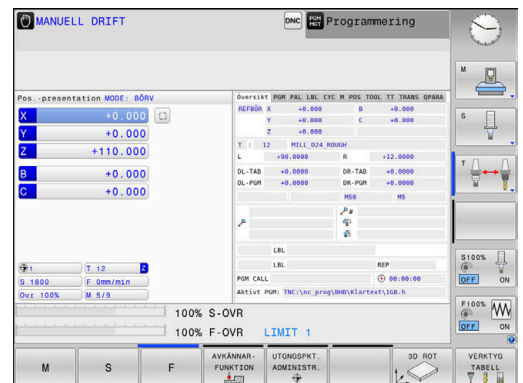 MANUELL DRIFT
DNC
PGM MGT
Programmering
Pos.-presentation MODE: BÖRV
X +0.000
Y +0.000
Z +110.000
B +0.000
C +0.000
1
T 12 Z
S 1800
F 0mm/min
Ovr 100%
M 5/9
Översikt PGM PAL LBL CYC M POS TOOL TT TRANS QPARA
REFBÖR X +0.000 B +0.000
Y +0.000 C +0.000
Z +0.000
T : 12 MILL_D24_ROUGH
L +90.0000 R +12.0000
DL-TAB +0.0000 DR-TAB +0.0000
DL-PGM +0.0000 DR-PGM +0.0000
M50 M5
LBL
LBL REP
PGM CALL 00:00:00
Aktivt PGM: TNC:\nc_prog\BHB\Klartext\1GB.h
100% S-OVR
100% F-OVR LIMIT 1
M
S
T
S100%
OFF ON
F100%
OFF ON
M
S
F
AVKÄNNAR-
FUNKTION
UTGNGSPKT.
ADMINISTR.
3D ROT
VERKTYG
TABELL